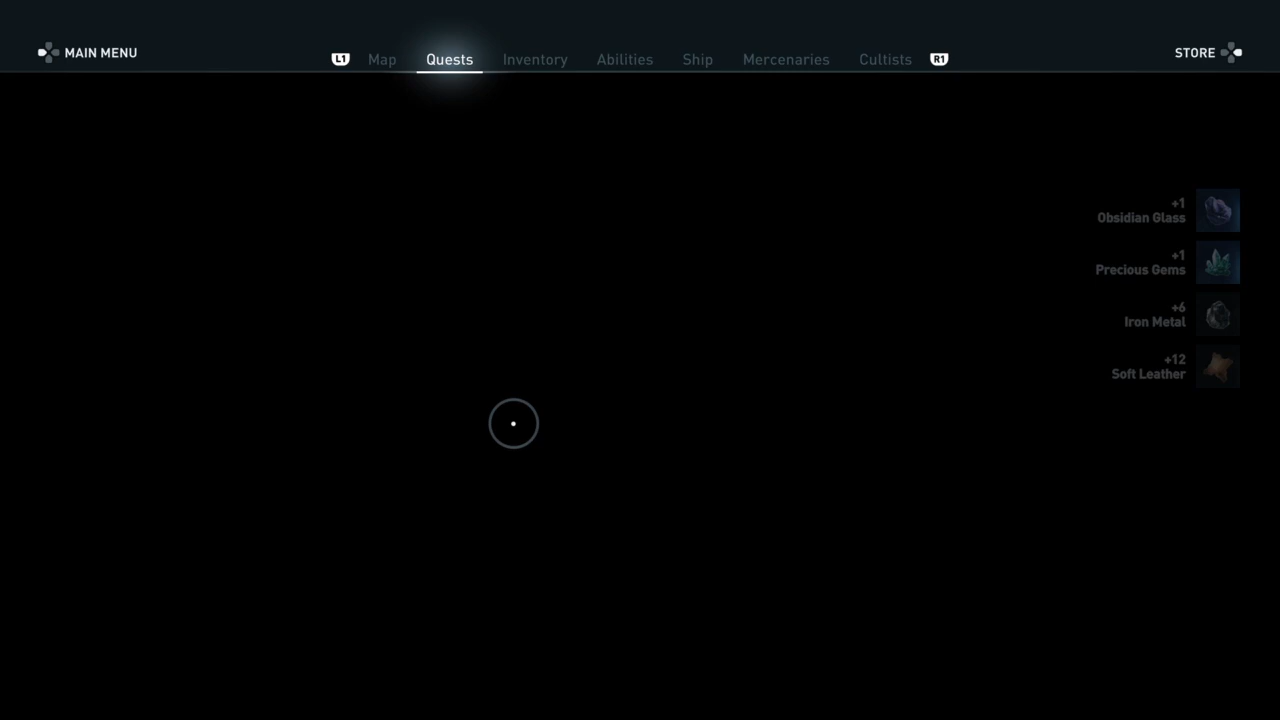 MAIN MENU
L1 Map Quests Inventory Abilities Ship Mercenaries Cultists R1
STORE
+1
Obsidian Glass
+1
Precious Gems
+6
Iron Metal
+12
Soft Leather